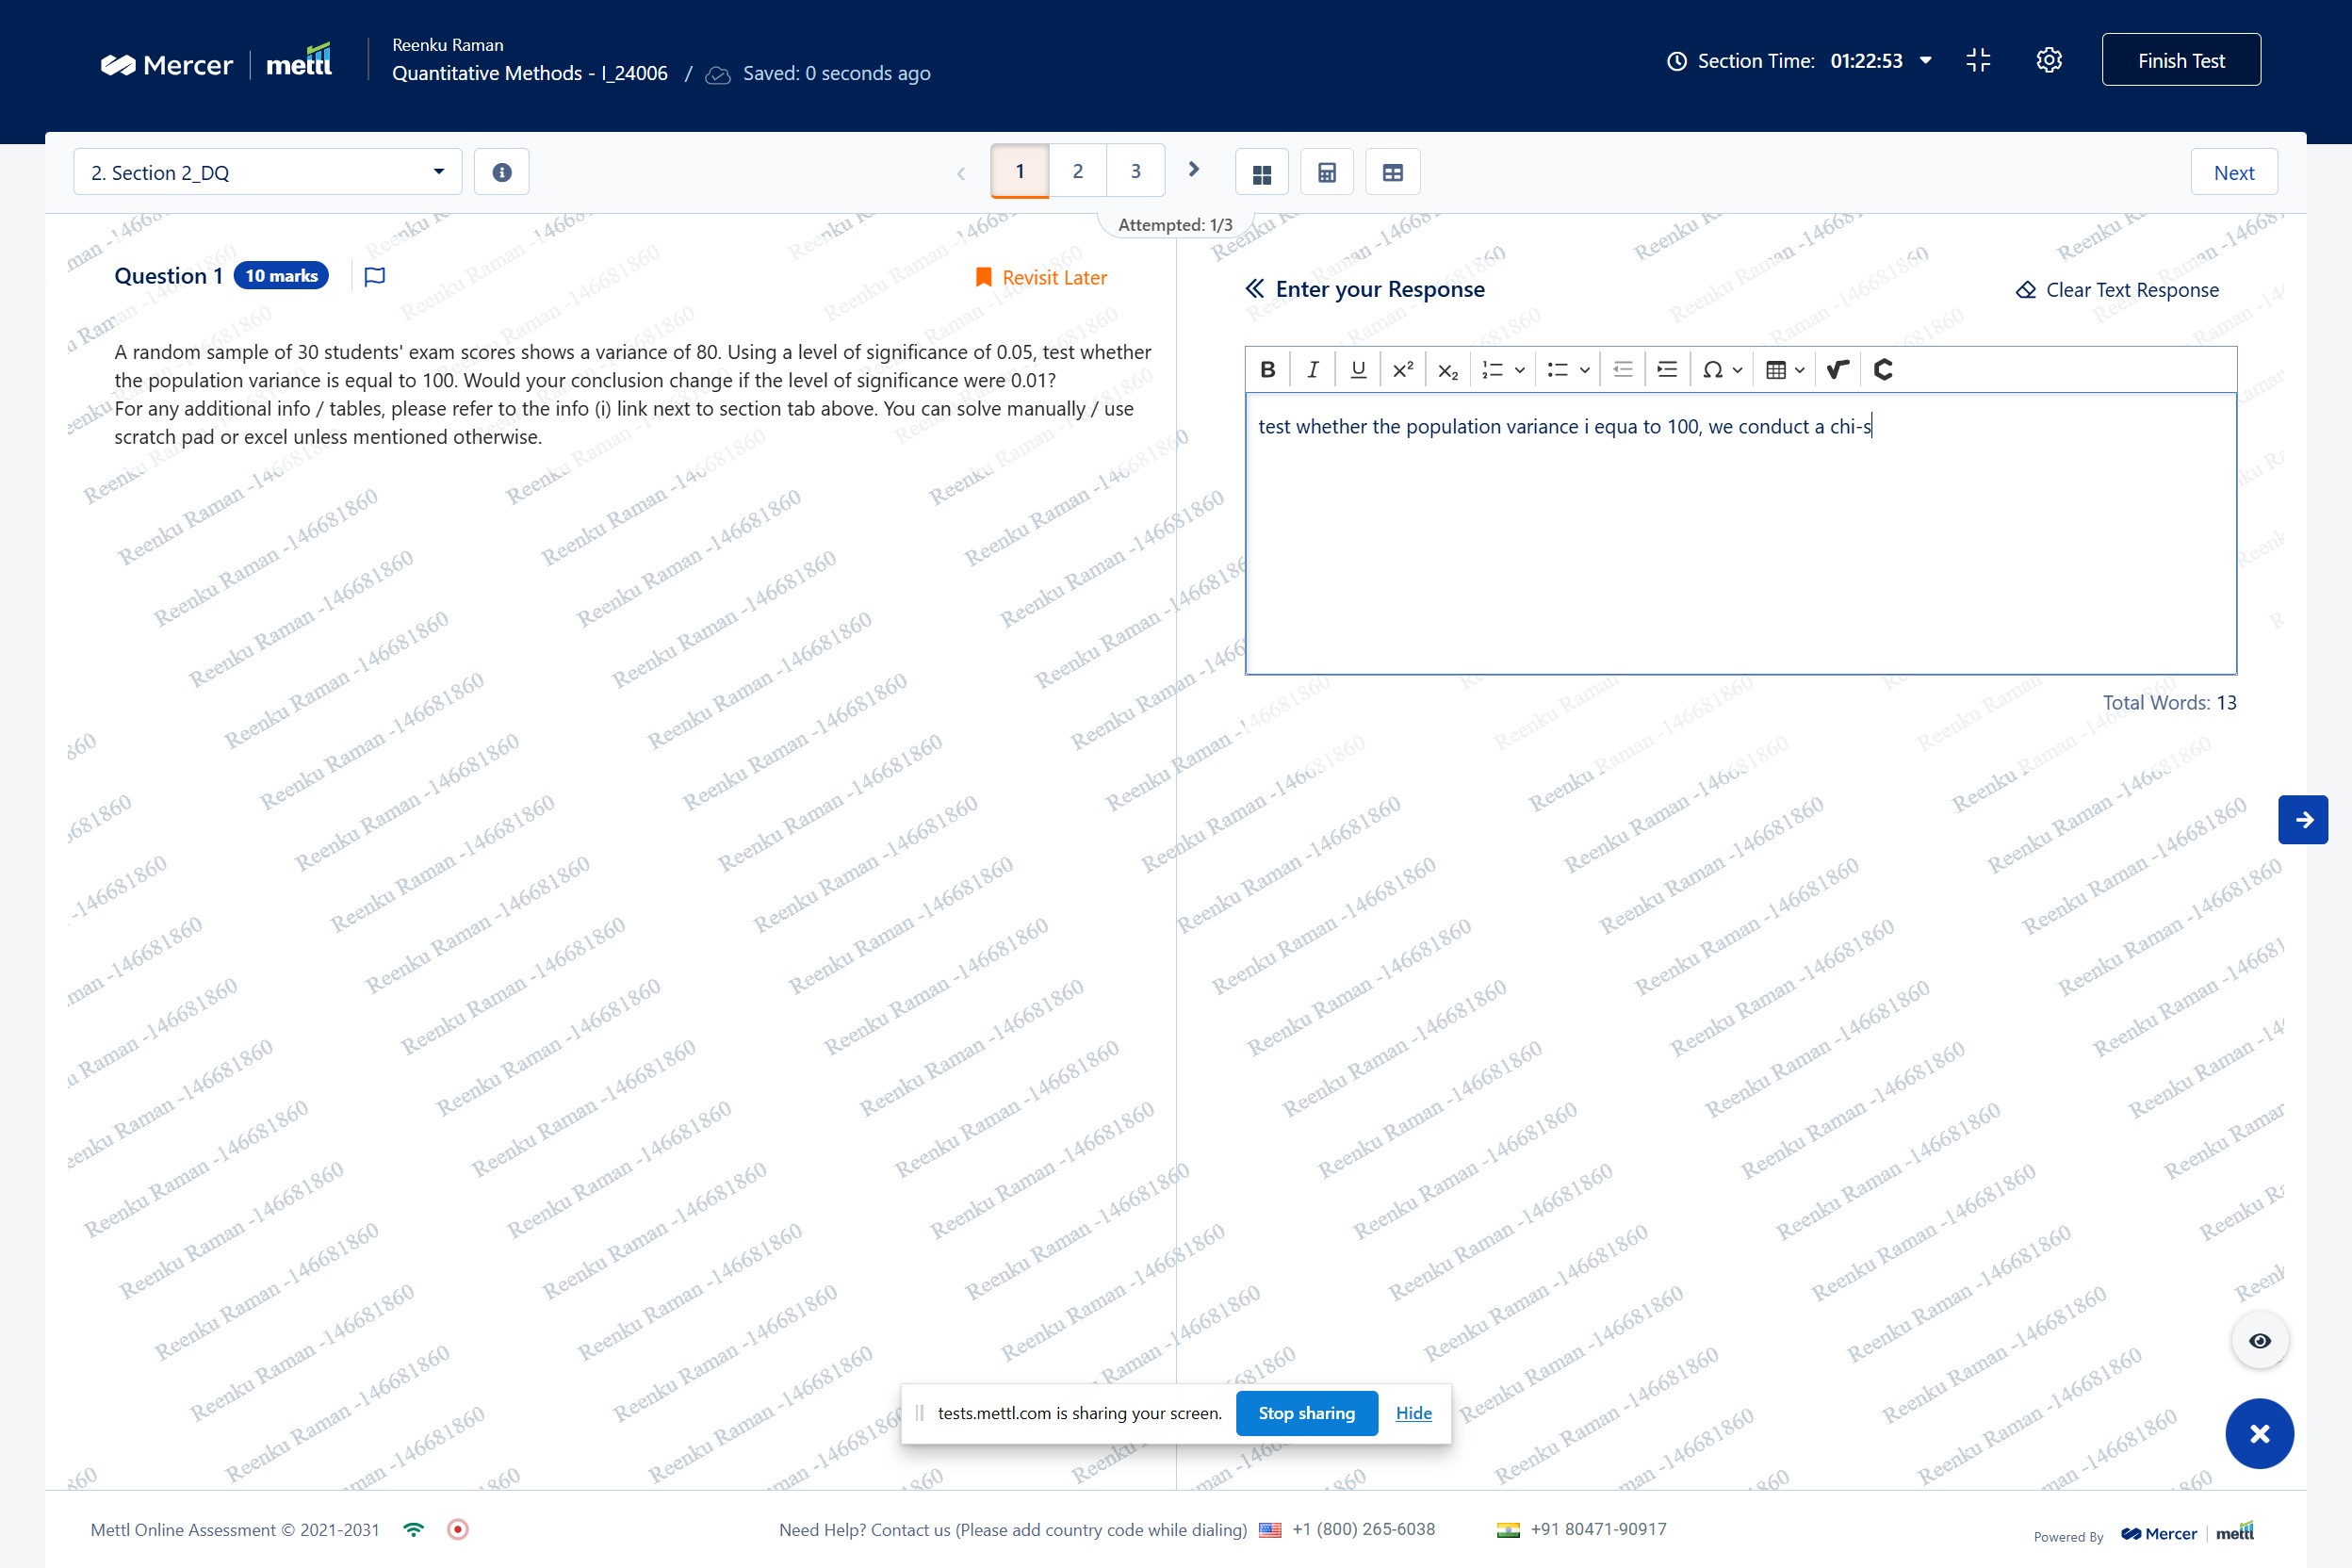 Mercer | mettl
Reenku Raman
Quantitative Methods - I_24006 / Saved: 0 seconds ago
Section Time: 01:22:53
Finish Test
2. Section 2_DQ
1 2 3
Next
Attempted: 1/3
Question 1 10 marks
Revisit Later
A random sample of 30 students' exam scores shows a variance of 80. Using a level of significance of 0.05, test whether
the population variance is equal to 100. Would your conclusion change if the level of significance were 0.01?
For any additional info / tables, please refer to the info (i) link next to section tab above. You can solve manually / use
scratch pad or excel unless mentioned otherwise.
Enter your Response
Clear Text Response
test whether the population variance i equa to 100, we conduct a chi-s
Total Words: 13
Reenku Raman -146681860
tests.mettl.com is sharing your screen. Stop sharing Hide
Mettl Online Assessment © 2021-2031
Need Help? Contact us (Please add country code while dialing) +1 (800) 265-6038 +91 80471-90917
Powered By Mercer | mettl